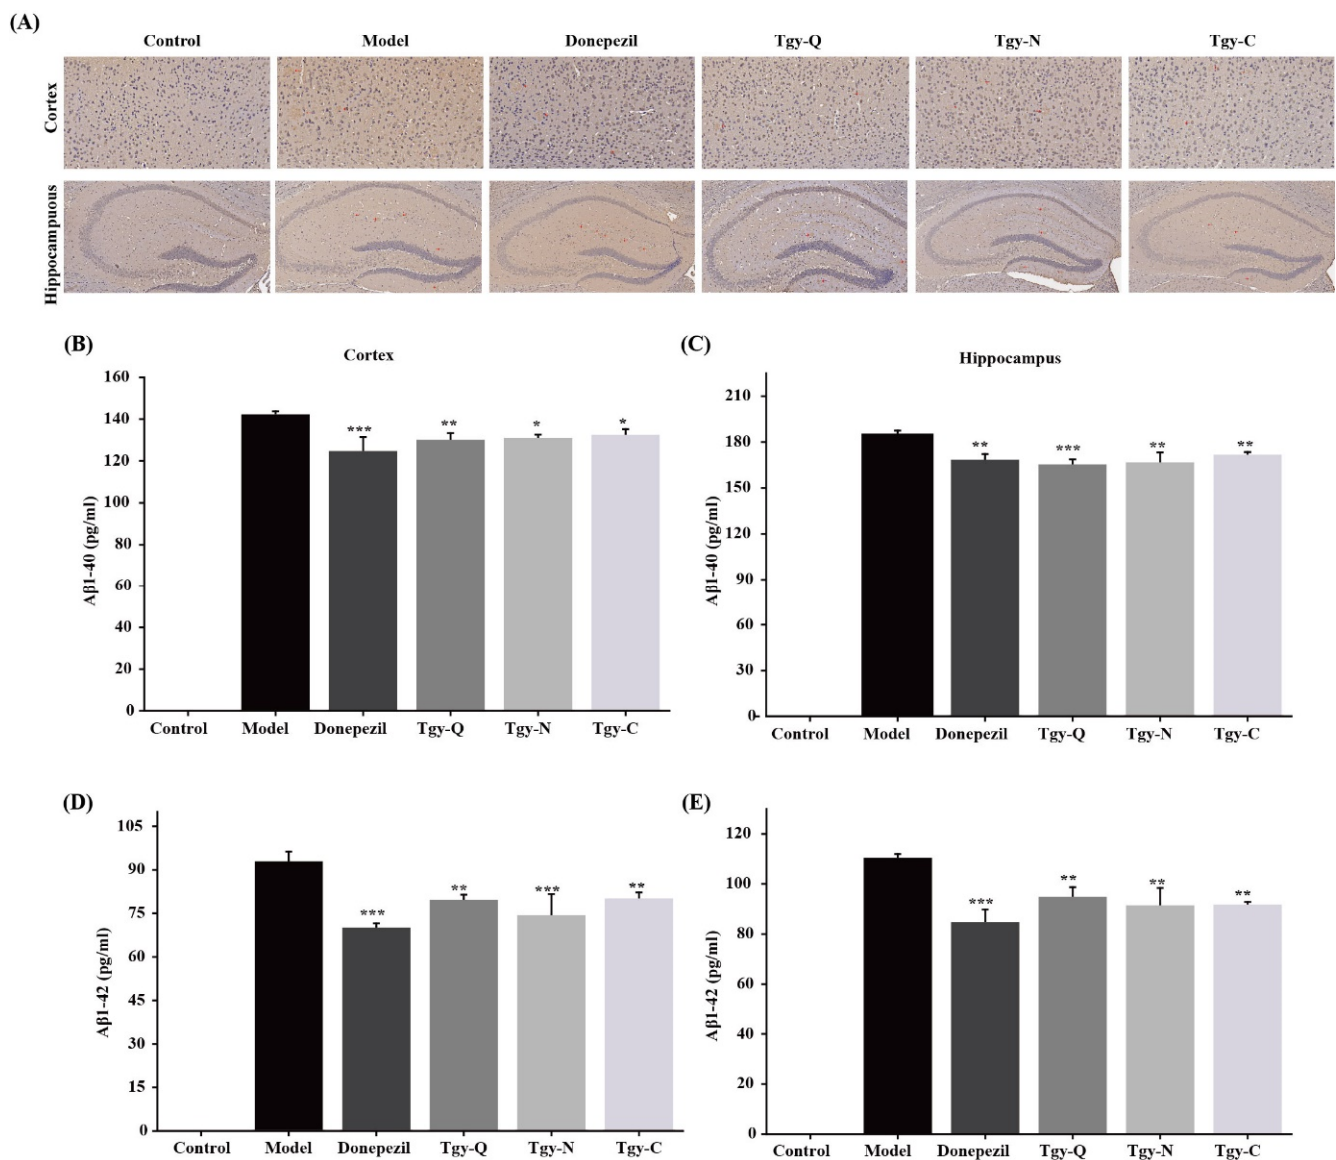 (A)
Control Model Donepezil Tgy-Q Tgy-N Tgy-C
Cortex
Hippocampuous
(B)
Cortex
Aβ1-40 (pg/ml)
160
140
120
100
80
60
40
20
0
*** ** * *
Control Model Donepezil Tgy-Q Tgy-N Tgy-C
(C)
Hippocampus
Aβ1-40 (pg/ml)
210
180
150
120
90
60
30
0
** *** ** **
Control Model Donepezil Tgy-Q Tgy-N Tgy-C
(D)
Aβ1-42 (pg/ml)
105
90
75
60
45
30
15
0
*** ** *** **
Control Model Donepezil Tgy-Q Tgy-N Tgy-C
(E)
Aβ1-42 (pg/ml)
120
100
80
60
40
20
0
*** ** ** **
Control Model Donepezil Tgy-Q Tgy-N Tgy-C